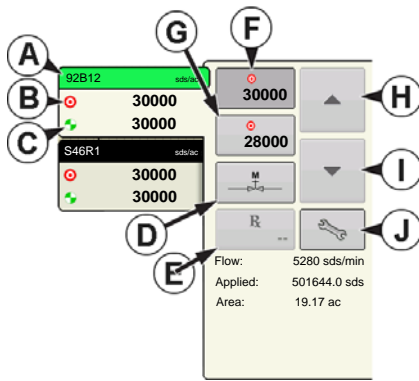 A
B
C
D
E
F
G
H
I
J
92B12 sds/ac
30000
30000
S46R1 sds/ac
30000
30000
30000
28000
M
Rx
--
Flow: 5280 sds/min
Applied: 501644.0 sds
Area: 19.17 ac